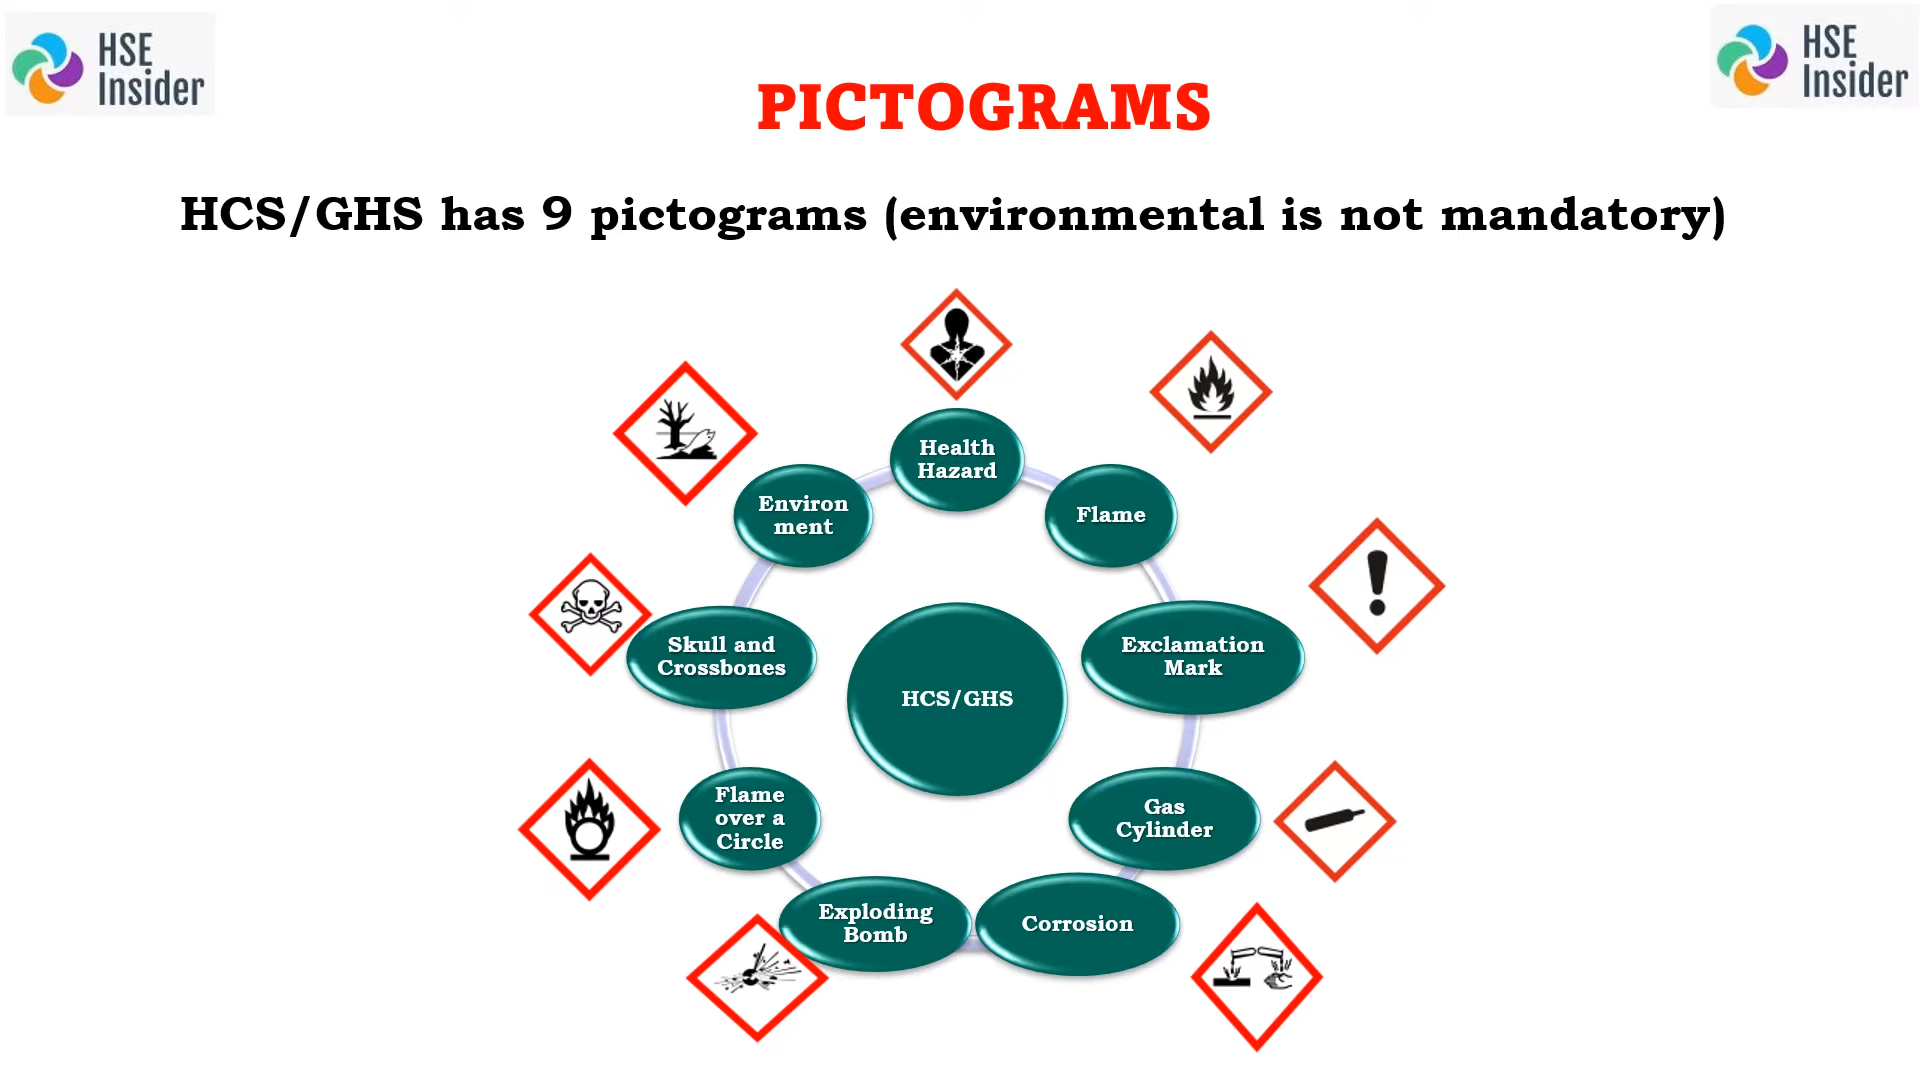 HSE
Insider
HSE
Insider
PICTOGRAMS
HCS/GHS has 9 pictograms (environmental is not mandatory)
Health
Hazard
Environ
ment
Flame
Skull and
Crossbones
Exclamation
Mark
HCS/GHS
Flame
over a
Circle
Gas
Cylinder
Exploding
Bomb
Corrosion